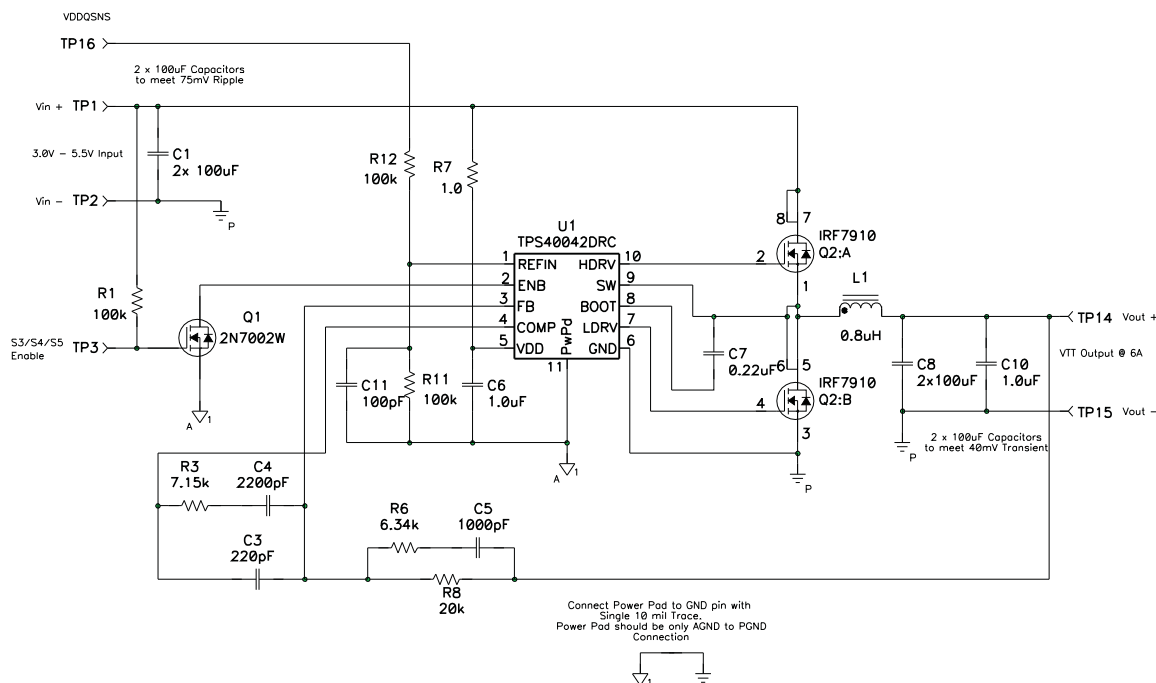 VDDQSNS
TP16
2 x 100uF Capacitors
to meet 75mV Ripple
Vin + TP1
3.0V - 5.5V Input
C1
2x 100uF
Vin - TP2
P
R12
100k
R7
1.0
U1
TPS40042DRC
1 REFIN HDRV 10
2 ENB SW 9
3 FB BOOT 8
4 COMP LDRV 7
5 VDD GND 6
PwPd
11
8 7
IRF7910
Q2:A
2
1
L1
0.8uH
R1
100k
Q1
2N7002W
S3/S4/S5
Enable
TP3
A 1
C11
100pF
R11
100k
C6
1.0uF
C7
0.22uF
6 5
IRF7910
Q2:B
4
3
P
TP14 Vout +
VTT Output @ 6A
C8
2x100uF
C10
1.0uF
TP15 Vout -
P
2 x 100uF Capacitors
to meet 40mV Transient
A 1
R3
7.15k
C4
2200pF
C3
220pF
R6
6.34k
C5
1000pF
R8
20k
Connect Power Pad to GND pin with
Single 10 mil Trace.
Power Pad should be only AGND to PGND
Connection
1